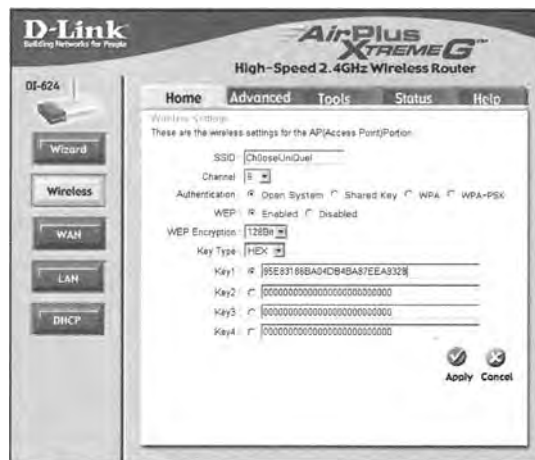 D-Link
Building Networks for People
AirPlus
XTREME G™
High-Speed 2.4GHz Wireless Router
DI-624
Home Advanced Tools Status Help
Wizard
Wireless
WAN
LAN
DHCP
Wireless Settings
These are the wireless settings for the AP(Access Point)Portion.
SSID :
Channel : 6
Authentication : Open System Shared Key WPA WPA-PSK
WEP : Enabled Disabled
WEP Encryption : 128Bit
Key Type : HEX
Key1 :
Key2 : 00000000000000000000000000
Key3 : 00000000000000000000000000
Key4 : 00000000000000000000000000
Apply Cancel